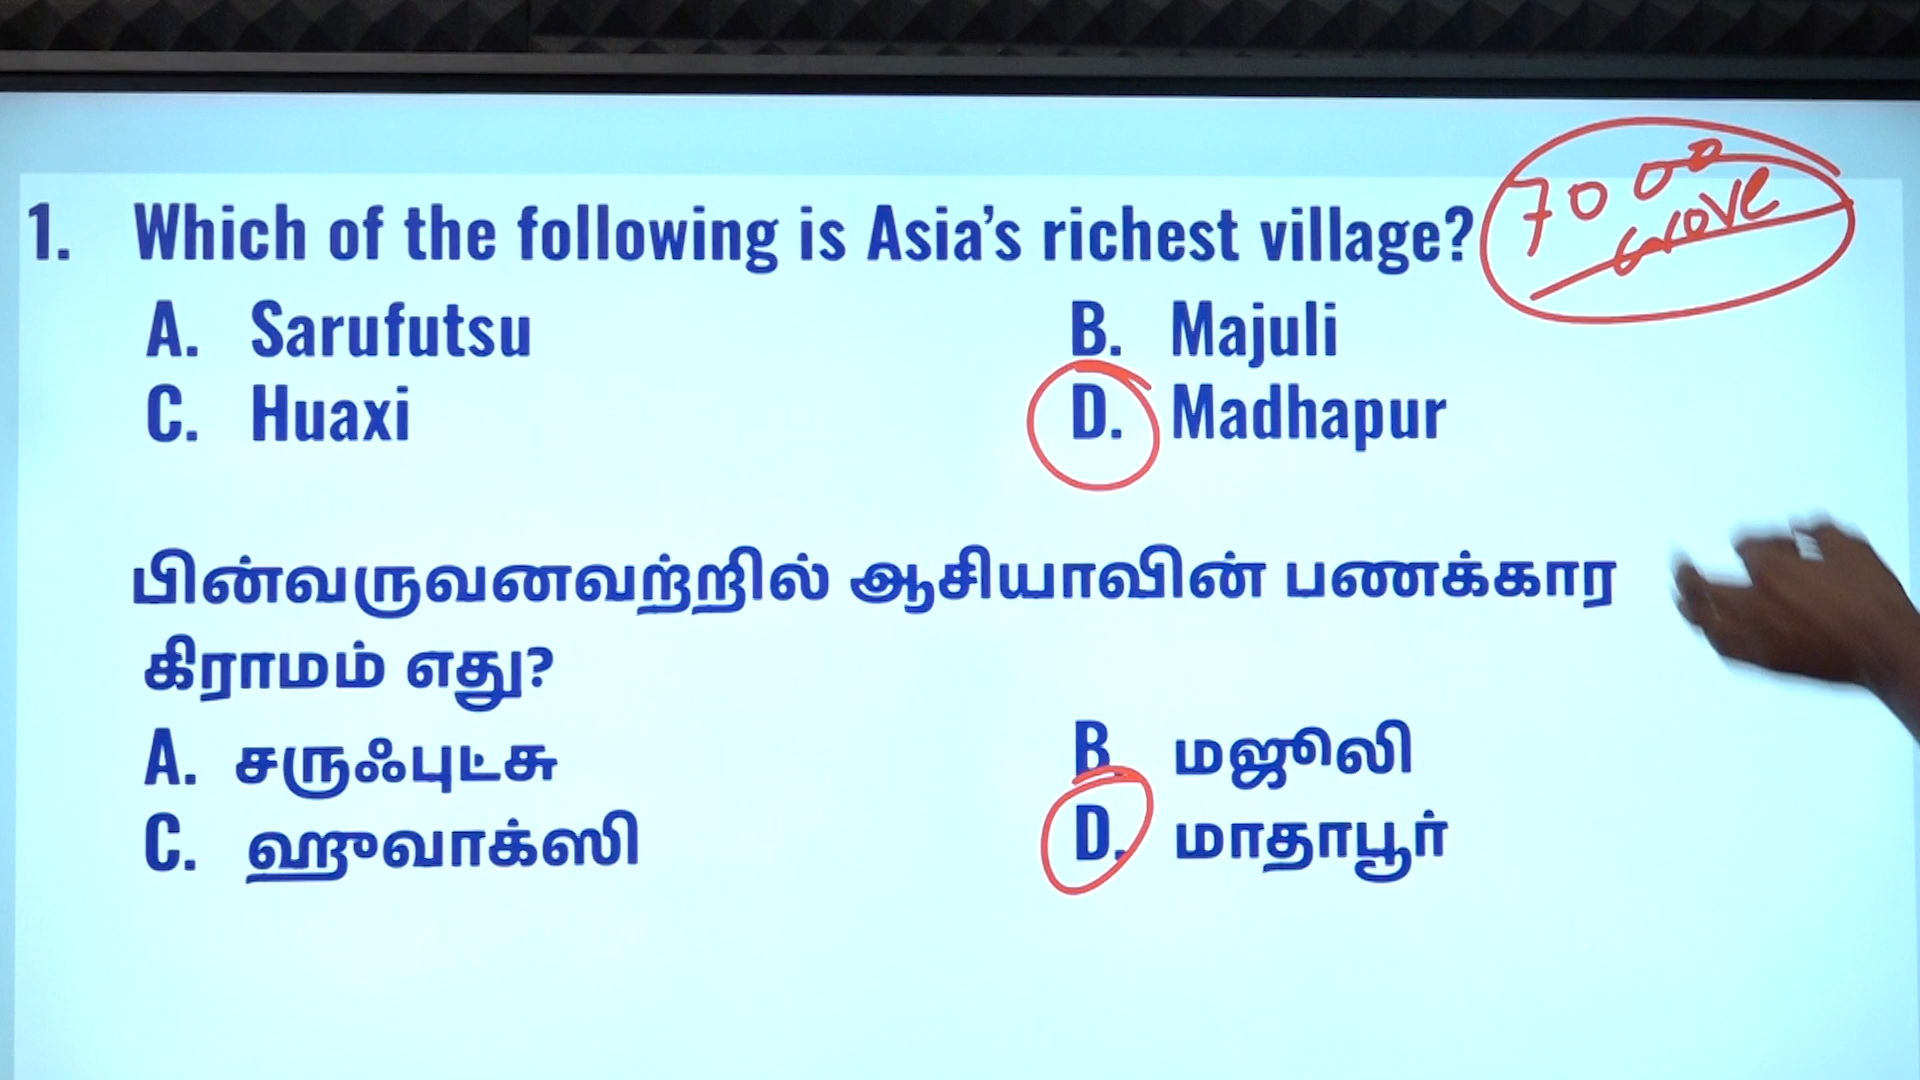 1. Which of the following is Asia's richest village?
7000
crove
A. Sarufutsu
B. Majuli
C. Huaxi
D. Madhapur
பின்வருவனவற்றில் ஆசியாவின் பணக்கார
கிராமம் எது?
A. சருஃபுட்சு
B. மஜூலி
C. ஹுவாக்ஸி
D. மாதாபூர்